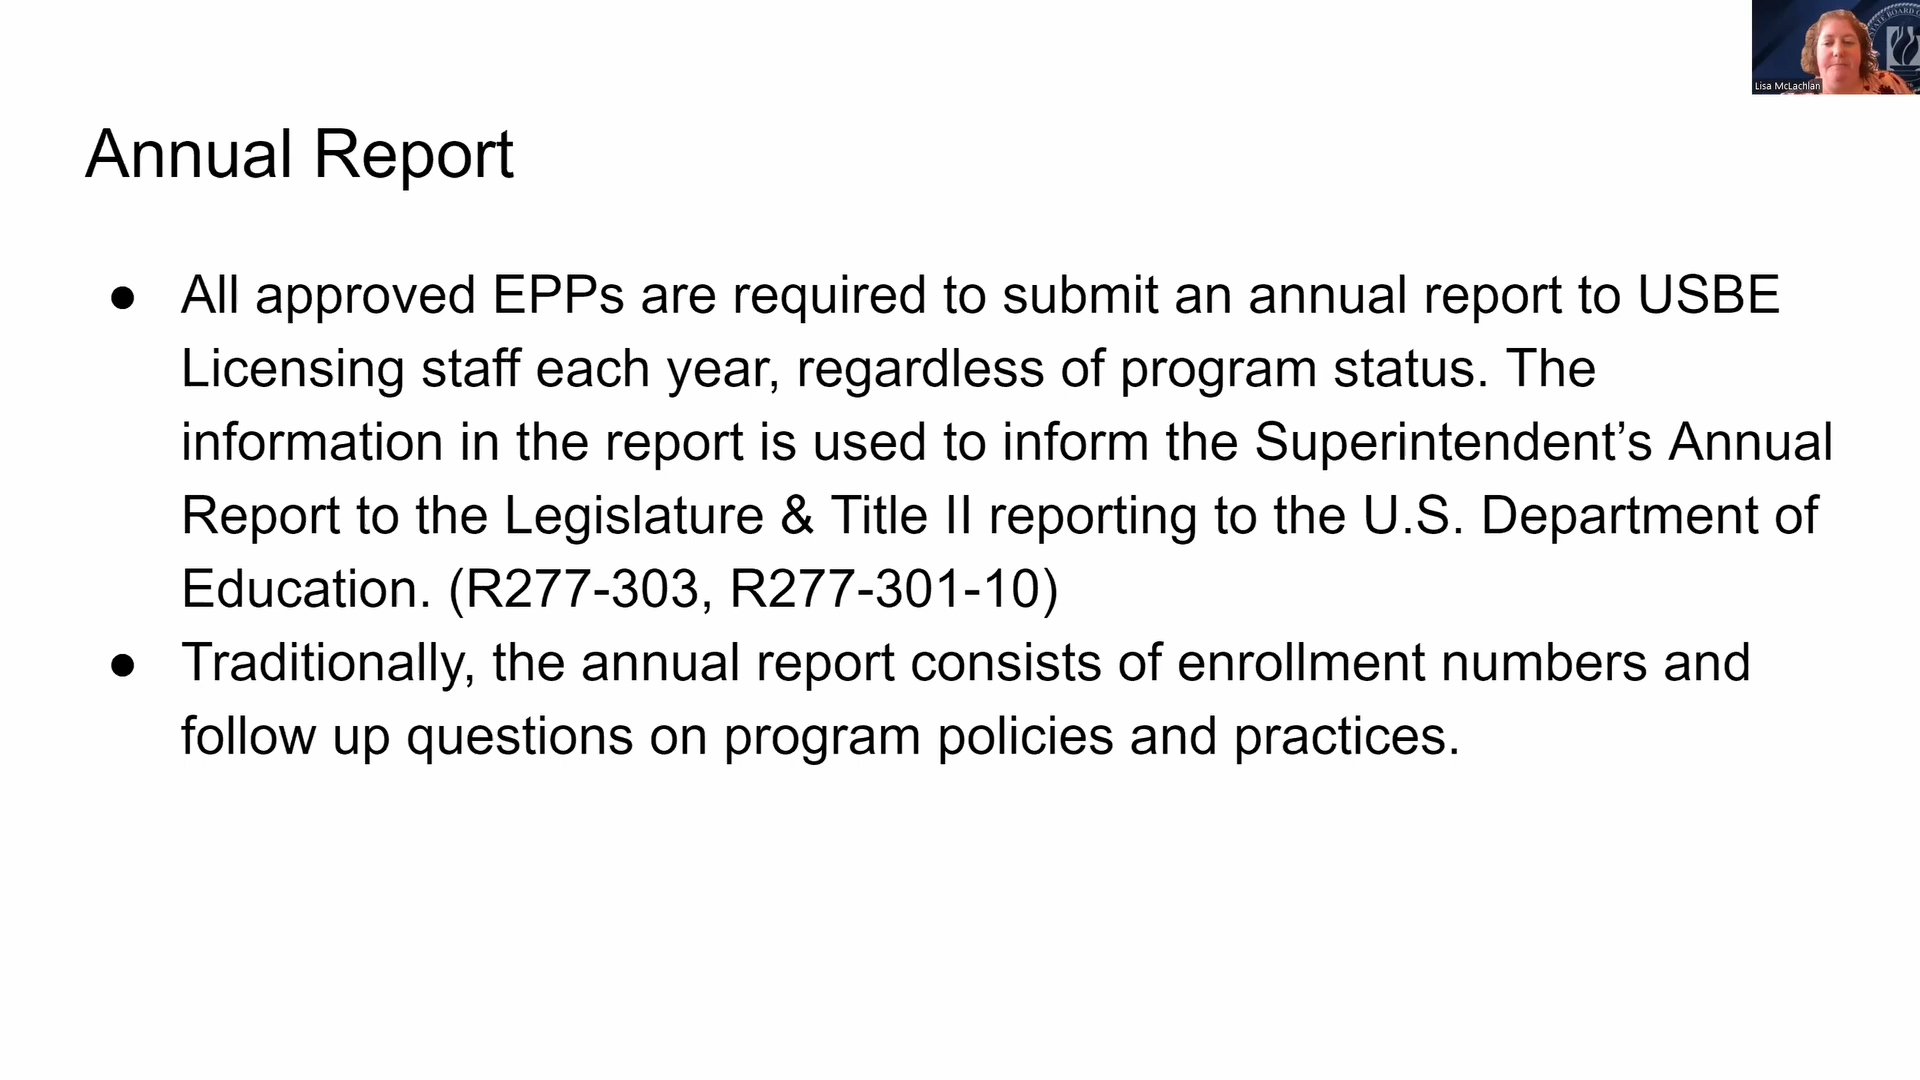 Lisa McLachlan
Annual Report
● All approved EPPs are required to submit an annual report to USBE
Licensing staff each year, regardless of program status. The
information in the report is used to inform the Superintendent’s Annual
Report to the Legislature & Title II reporting to the U.S. Department of
Education. (R277-303, R277-301-10)
● Traditionally, the annual report consists of enrollment numbers and
follow up questions on program policies and practices.